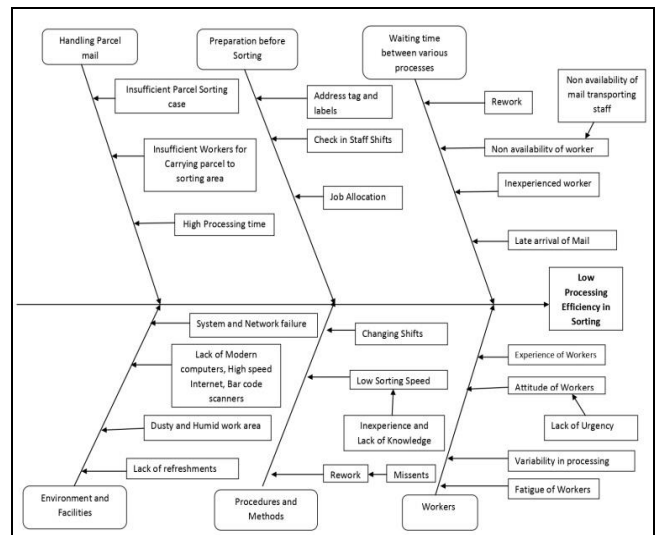 Handling Parcel
mail
Preparation before
Sorting
Waiting time
between various
processes
Insufficient Parcel Sorting
case
Insufficient Workers for
Carrying parcel to
sorting area
High Processing time
Address tag and
labels
Check in Staff Shifts
Job Allocation
Rework
Non availability of
mail transporting
staff
Non availability of worker
Inexperienced worker
Late arrival of Mail
Low
Processing
Efficiency in
Sorting
System and Network failure
Lack of Modern
computers, High speed
Internet, Bar code
scanners
Dusty and Humid work area
Lack of refreshments
Environment and
Facilities
Changing Shifts
Low Sorting Speed
Inexperience and
Lack of Knowledge
Rework
Missents
Procedures and
Methods
Experience of Workers
Attitude of Workers
Lack of Urgency
Variability in processing
Fatigue of Workers
Workers